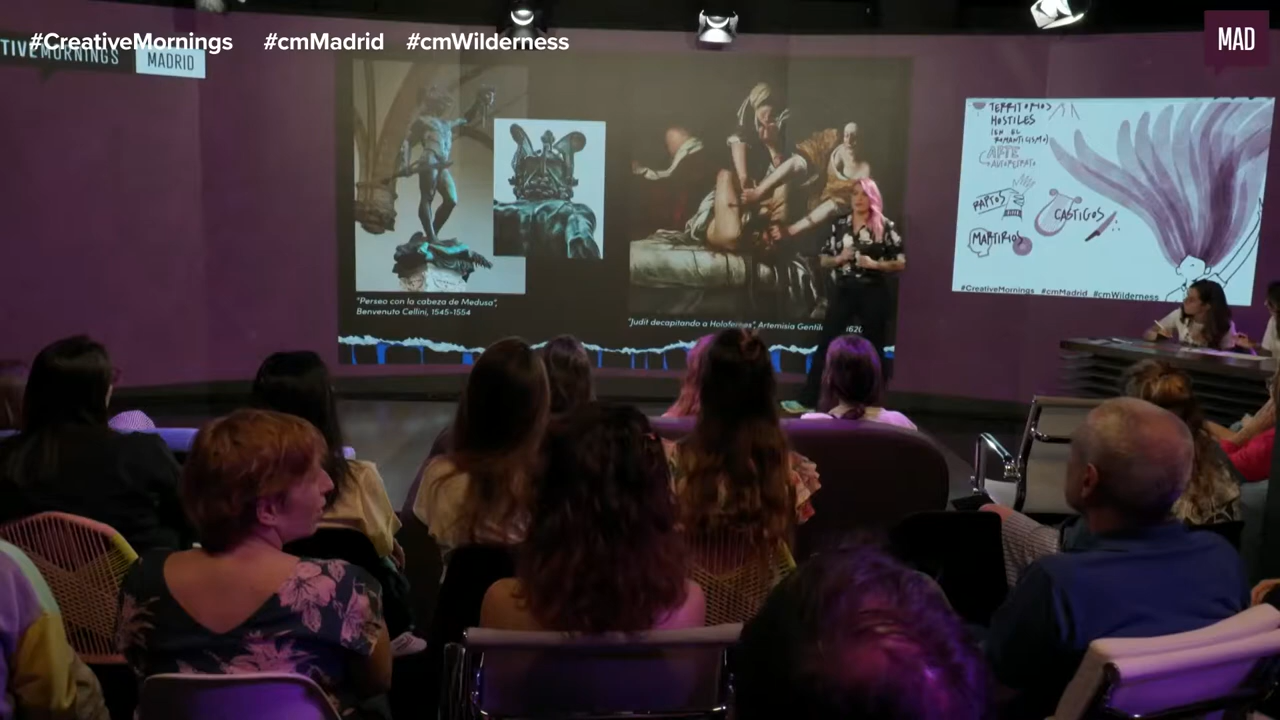 #CreativeMornings #cmMadrid #cmWilderness
TIVEMORNINGS
MADRID
MAD
TERRITORIOS
HOSTILES
(EN EL
ROMANTICISMO)
ARTE
AUTORRETRATO
RAPTOS
CASTIGOS
MARTIRIOS
#CreativeMornings #cmMadrid #cmWilderness
"Perseo con la cabeza de Medusa",
Benvenuto Cellini, 1545-1554
"Judit decapitando a Holofernes", Artemisia Gentil 1620